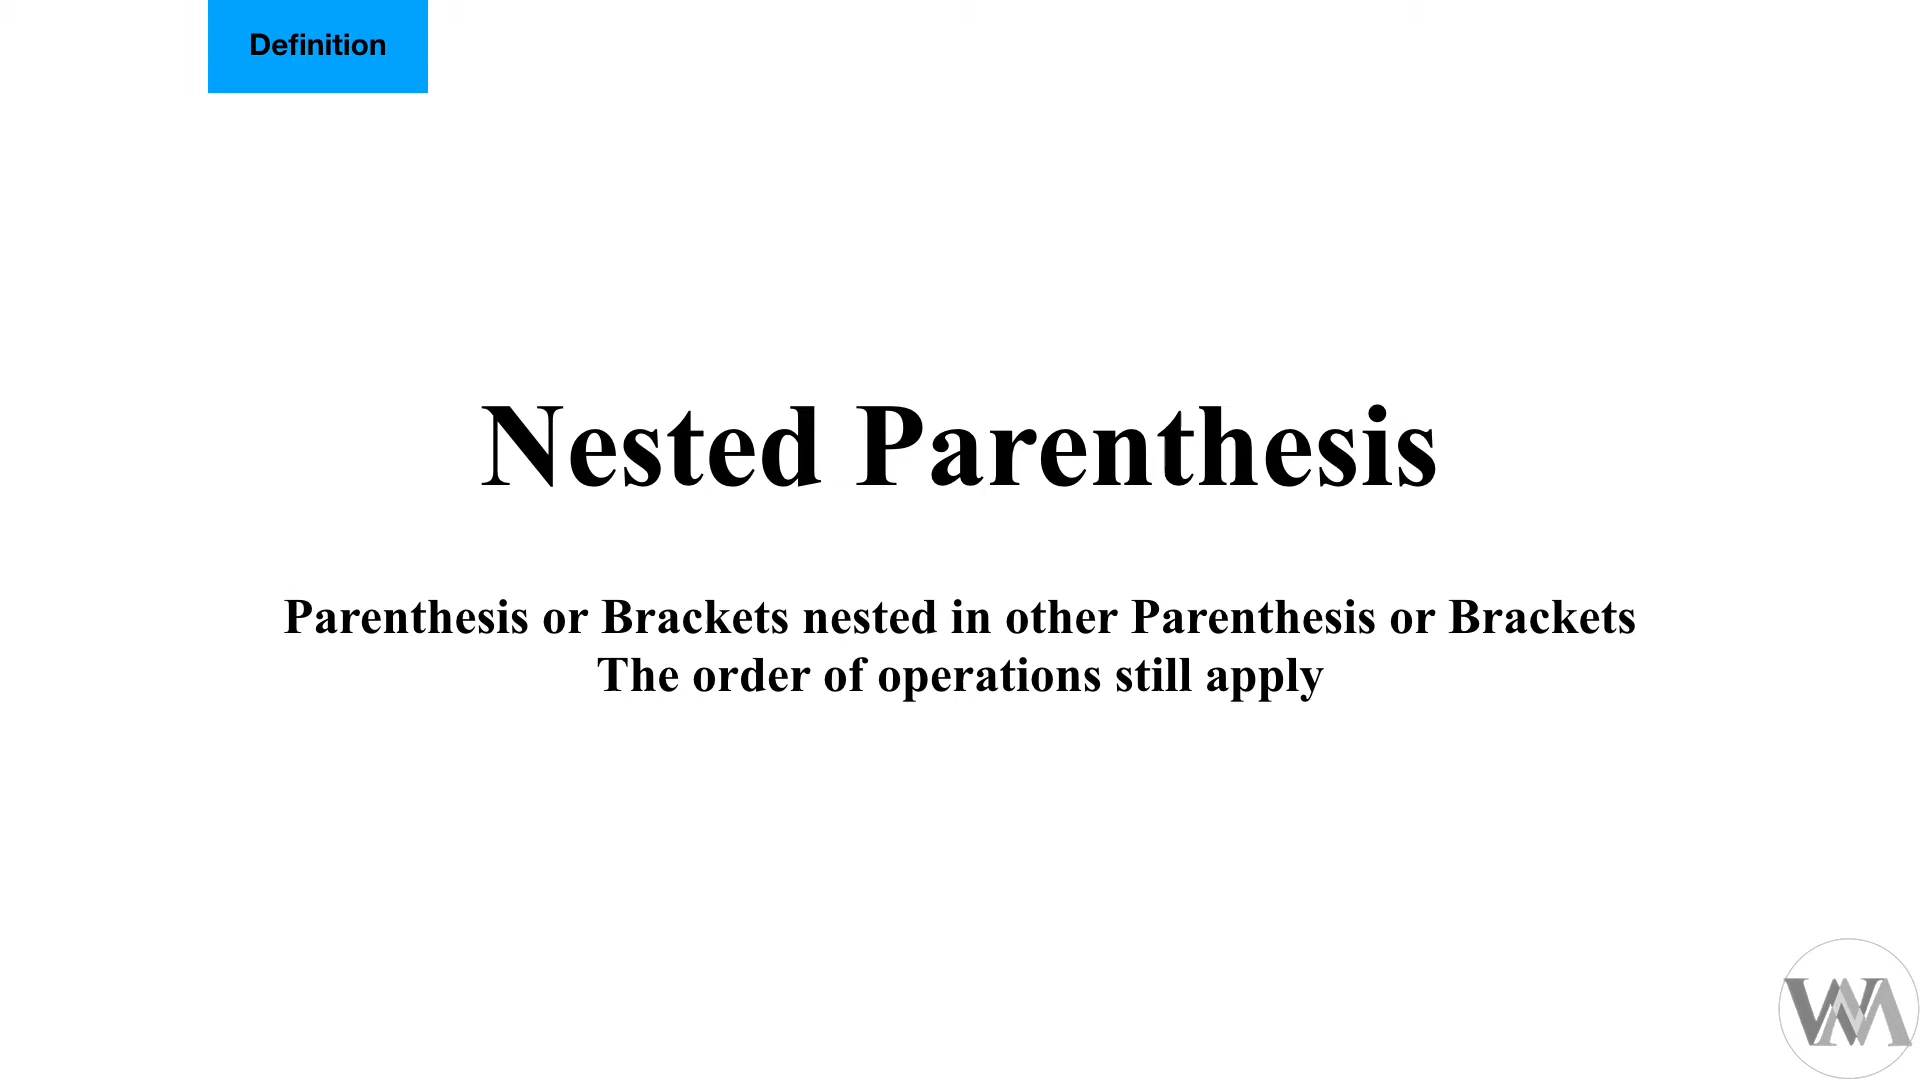 Definition
Nested Parenthesis
Parenthesis or Brackets nested in other Parenthesis or Brackets
The order of operations still apply